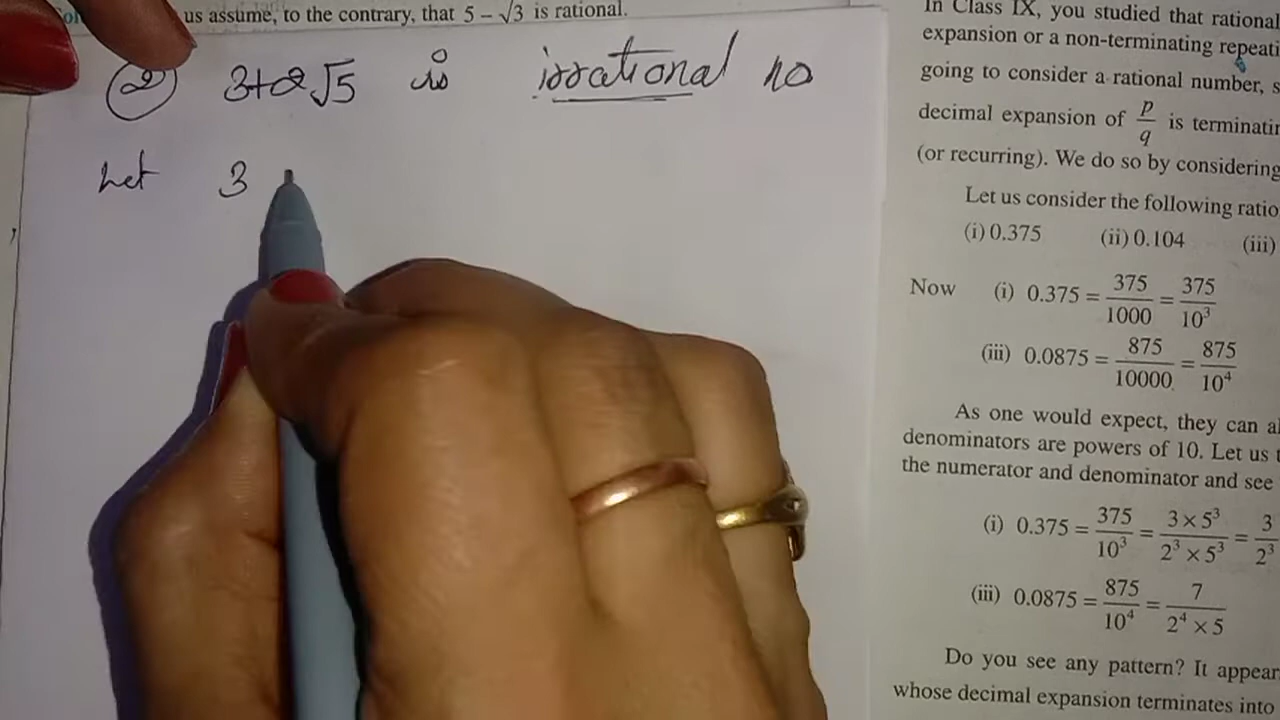 us assume, to the contrary, that 5 – √3 is rational.
② 3+2√5 is irrational no
Let 3
In Class IX, you studied that rational
expansion or a non-terminating repeati
going to consider a rational number, s
decimal expansion of p/q is terminatin
(or recurring). We do so by considering
Let us consider the following ratio
(i) 0.375 (ii) 0.104 (iii)
Now (i) 0.375 = 375/1000 = 375/10³
(iii) 0.0875 = 875/10000 = 875/10⁴
As one would expect, they can al
denominators are powers of 10. Let us t
the numerator and denominator and see
(i) 0.375 = 375/10³ = 3 × 5³/2³ × 5³ = 3/2³
(iii) 0.0875 = 875/10⁴ = 7/2⁴ × 5
Do you see any pattern? It appear
whose decimal expansion terminates into